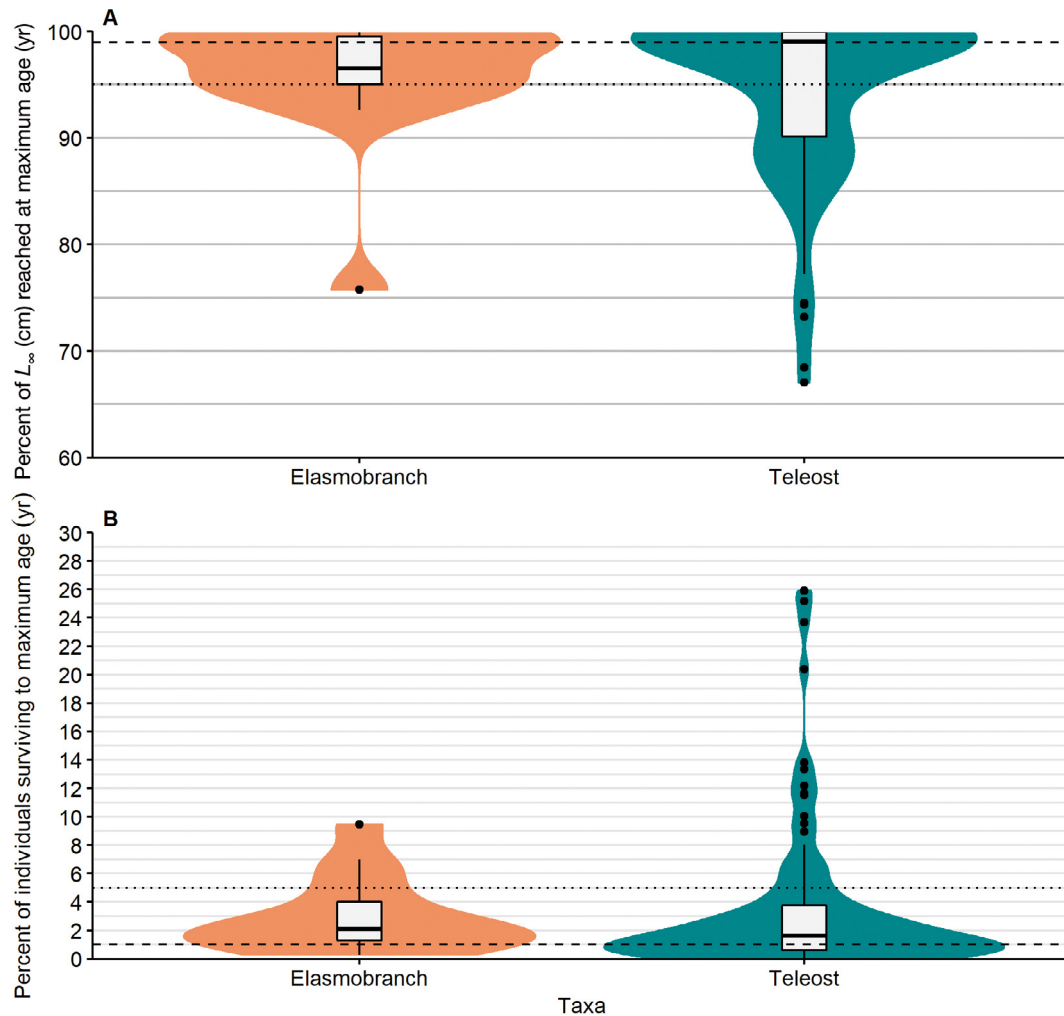 A
Percent of L∞ (cm) reached at maximum age (yr)
100
90
80
70
60
Elasmobranch
Teleost
B
Percent of individuals surviving to maximum age (yr)
30
28
26
24
22
20
18
16
14
12
10
8
6
4
2
0
Elasmobranch
Teleost
Taxa